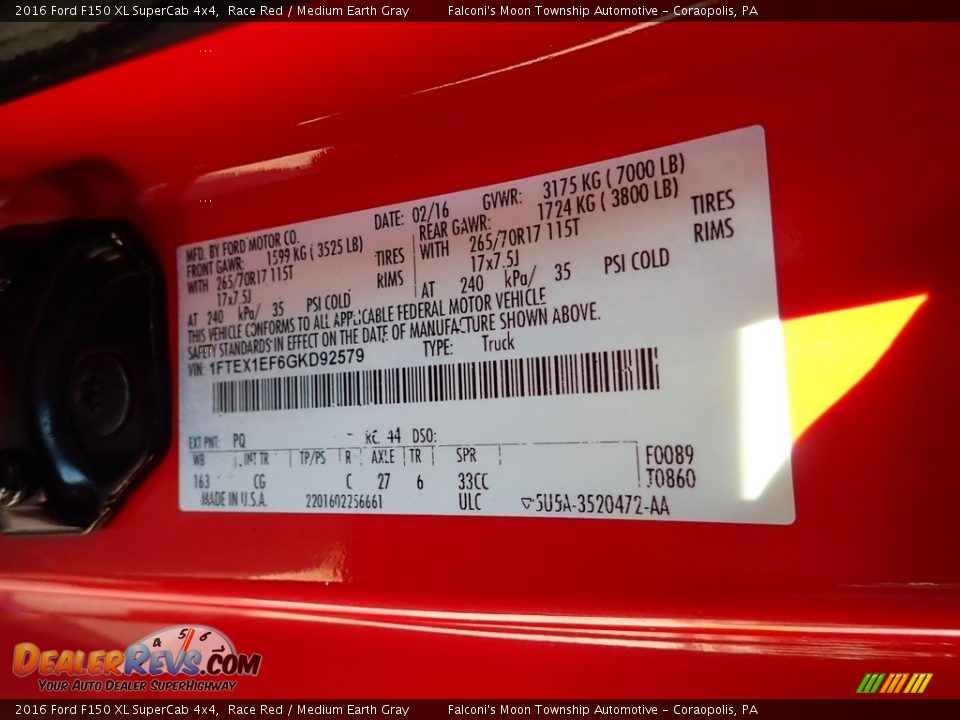 2016 Ford F150 XL SuperCab 4x4, Race Red / Medium Earth Gray Falconi's Moon Township Automotive - Coraopolis, PA
MFD. BY FORD MOTOR CO. DATE: 02/16 GVWR: 3175 KG ( 7000 LB)
FRONT GAWR: 1599 KG ( 3525 LB) REAR GAWR: 1724 KG ( 3800 LB)
WITH 265/70R17 115T TIRES WITH 265/70R17 115T TIRES
17x7.5J RIMS 17x7.5J RIMS
AT 240 kPa/ 35 PSI COLD AT 240 kPa/ 35 PSI COLD
THIS VEHICLE CONFORMS TO ALL APPLICABLE FEDERAL MOTOR VEHICLE
SAFETY STANDARDS IN EFFECT ON THE DATE OF MANUFACTURE SHOWN ABOVE.
VIN: 1FTEX1EF6GKD92579 TYPE: Truck
EXT PNT: PQ RC: 44 DSO:
WB INT TR TP/PS R AXLE TR SPR F0089
163 CG C 27 6 33CC T0860
MADE IN U.S.A. 2201602256661 ULC 5U5A-3520472-AA
4 5 6
DEALERREVS.COM
YOUR AUTO DEALER SUPERHIGHWAY
2016 Ford F150 XL SuperCab 4x4, Race Red / Medium Earth Gray Falconi's Moon Township Automotive - Coraopolis, PA